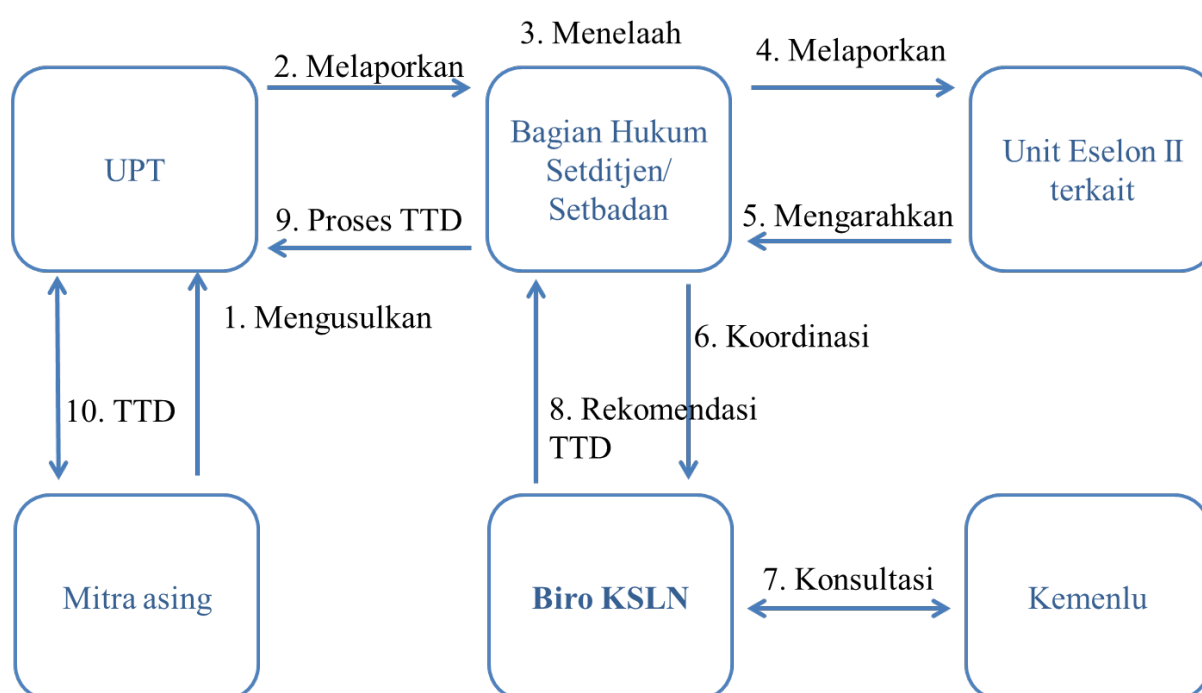 3. Menelaah
2. Melaporkan
4. Melaporkan
UPT
Bagian Hukum
Setditjen/
Setbadan
Unit Eselon II
terkait
9. Proses TTD
5. Mengarahkan
1. Mengusulkan
6. Koordinasi
10. TTD
8. Rekomendasi
TTD
Mitra asing
Biro KSLN
7. Konsultasi
Kemenlu